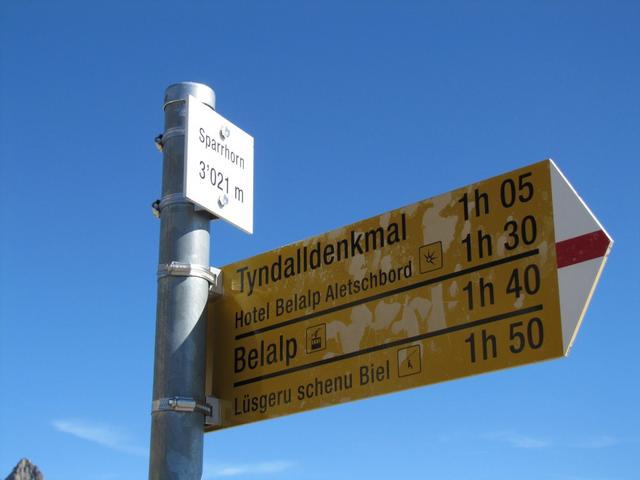 Sparrhorn
3'021 m
Tyndalldenkmal 1h 05
Hotel Belalp Aletschbord 1h 30
Belalp 1h 40
Lüsgeru schenu Biel 1h 50